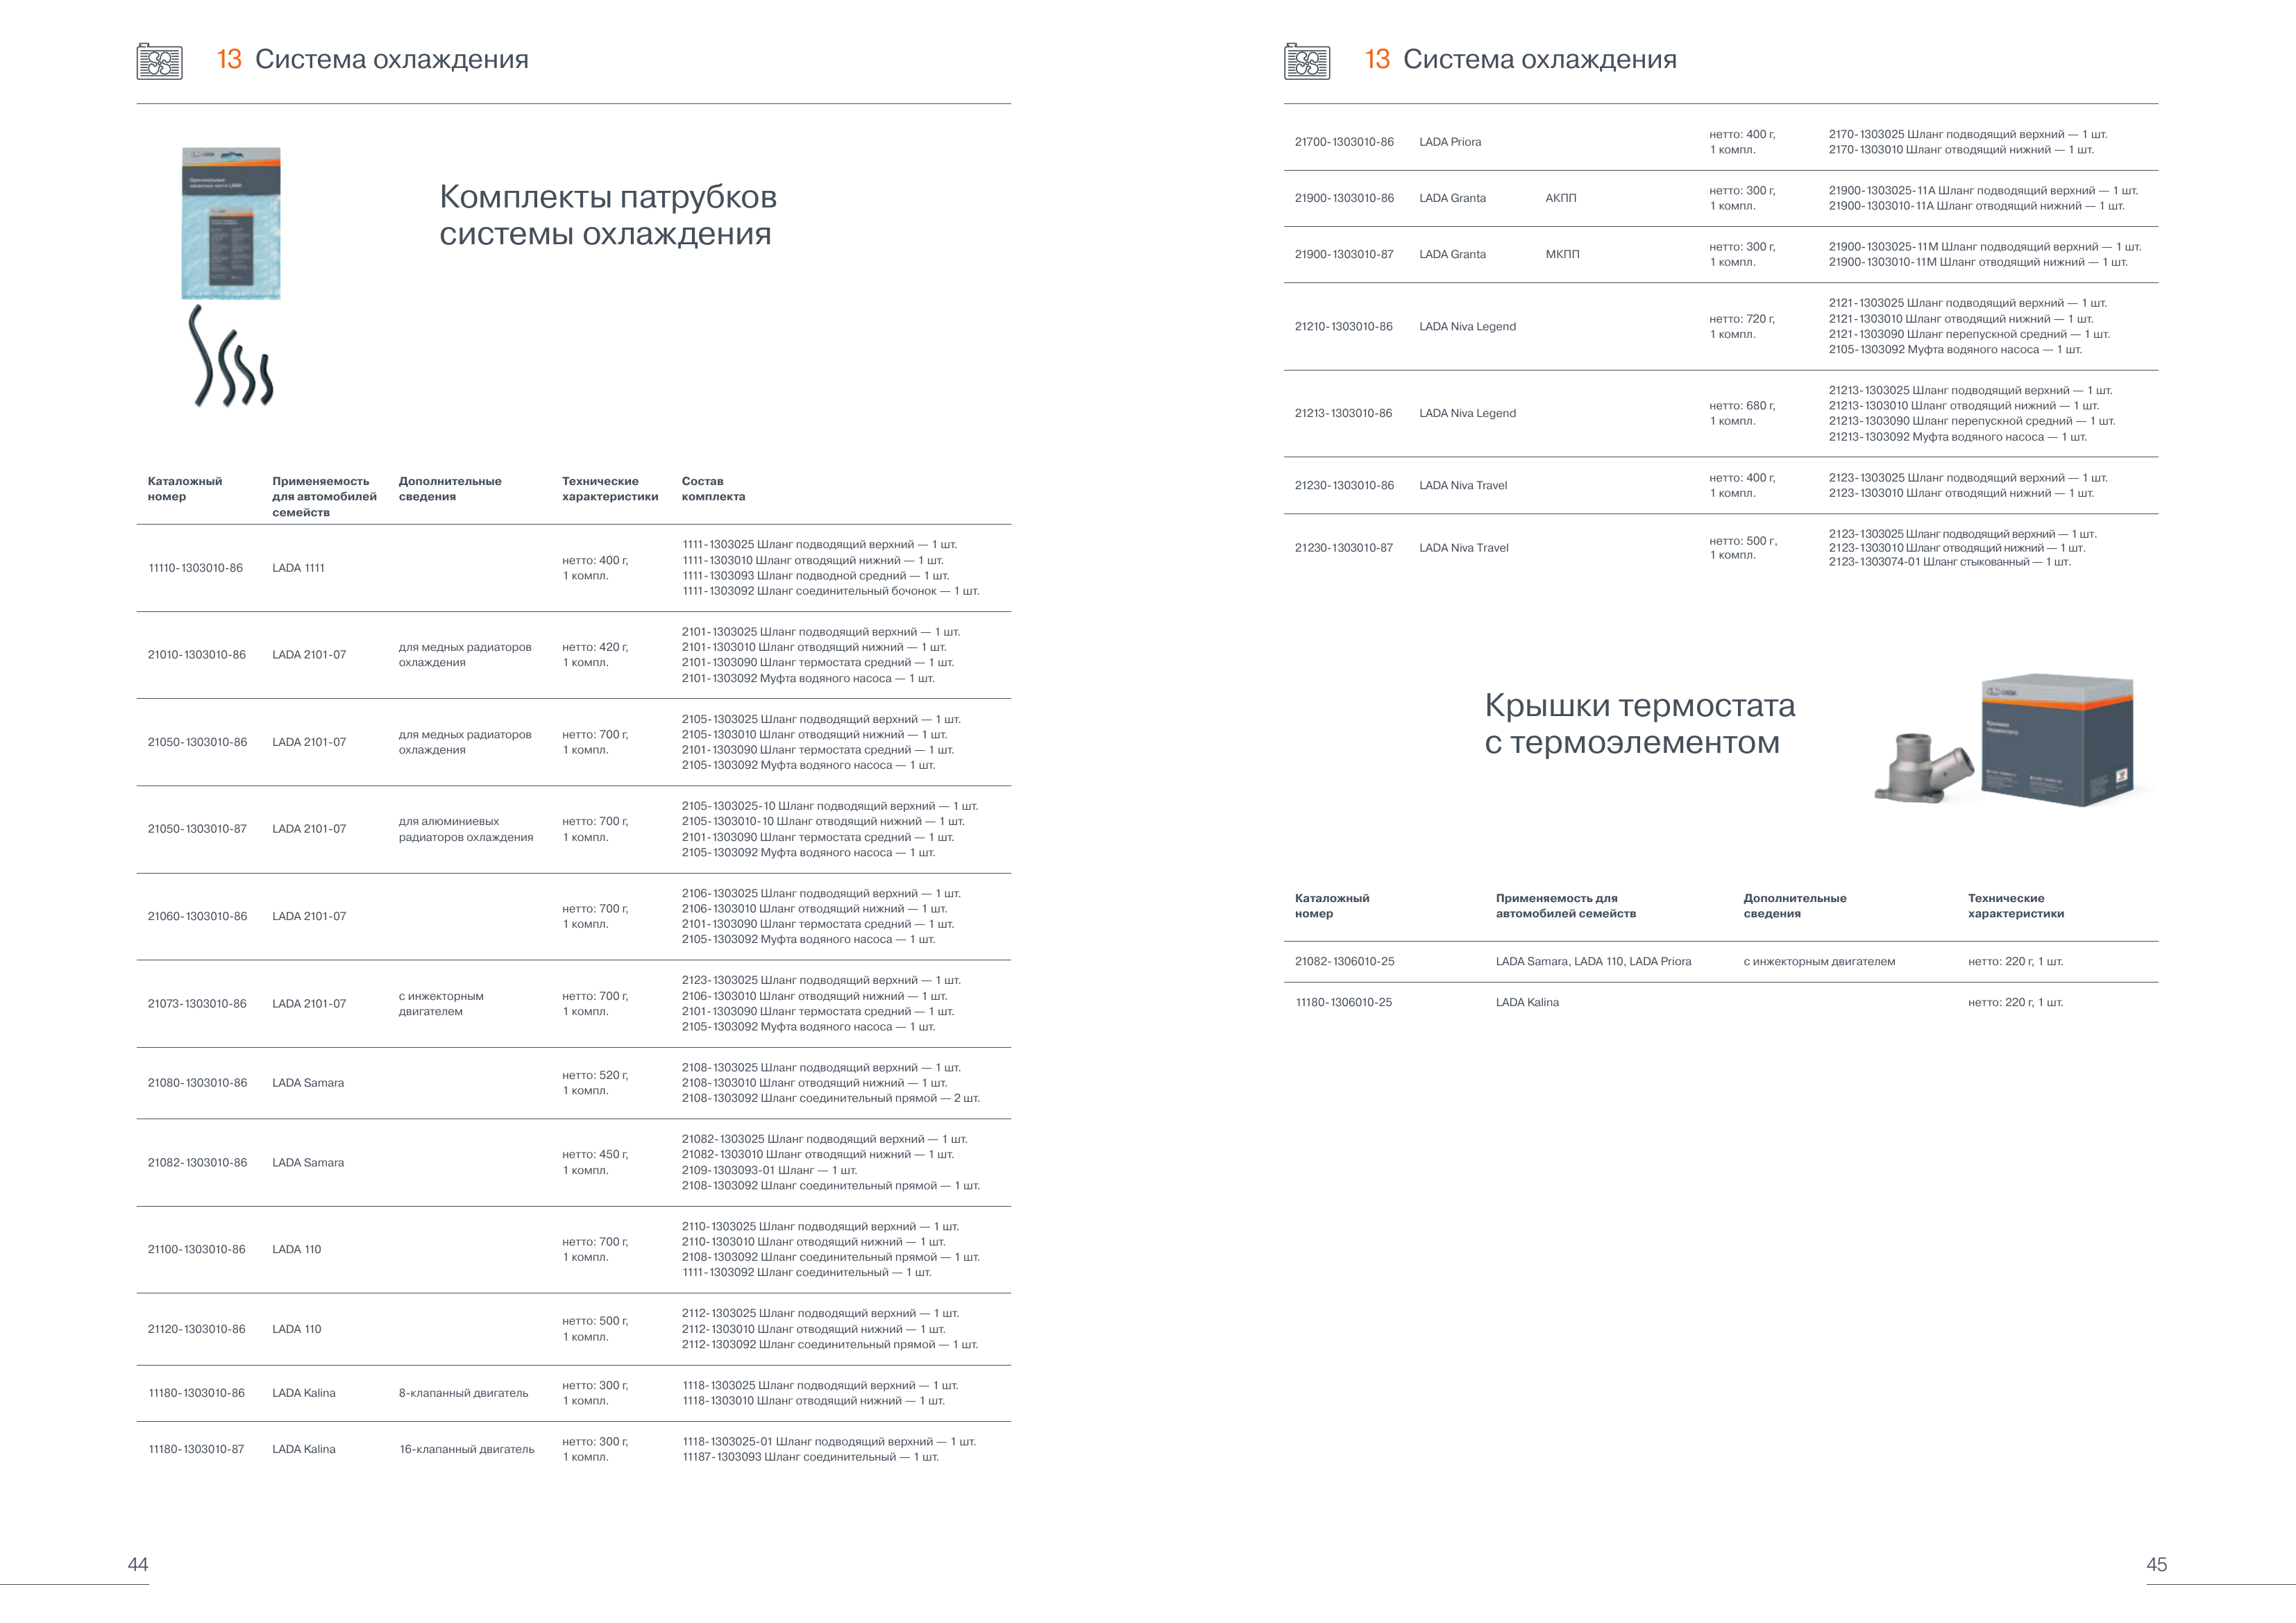 13 Система охлаждения
LADA
Оригинальные
запасные части LADA
Комплекты патрубков
системы охлаждения
Каталожный
номер
Применяемость
для автомобилей
семейств
Дополнительные
сведения
Технические
характеристики
Состав
комплекта
11110-1303010-86
LADA 1111
нетто: 400 г,
1 компл.
1111-1303025 Шланг подводящий верхний — 1 шт.
1111-1303010 Шланг отводящий нижний — 1 шт.
1111-1303093 Шланг подводной средний — 1 шт.
1111-1303092 Шланг соединительный бочонок — 1 шт.
21010-1303010-86
LADA 2101-07
для медных радиаторов
охлаждения
нетто: 420 г,
1 компл.
2101-1303025 Шланг подводящий верхний — 1 шт.
2101-1303010 Шланг отводящий нижний — 1 шт.
2101-1303090 Шланг термостата средний — 1 шт.
2101-1303092 Муфта водяного насоса — 1 шт.
21050-1303010-86
LADA 2101-07
для медных радиаторов
охлаждения
нетто: 700 г,
1 компл.
2105-1303025 Шланг подводящий верхний — 1 шт.
2105-1303010 Шланг отводящий нижний — 1 шт.
2101-1303090 Шланг термостата средний — 1 шт.
2105-1303092 Муфта водяного насоса — 1 шт.
21050-1303010-87
LADA 2101-07
для алюминиевых
радиаторов охлаждения
нетто: 700 г,
1 компл.
2105-1303025-10 Шланг подводящий верхний — 1 шт.
2105-1303010-10 Шланг отводящий нижний — 1 шт.
2101-1303090 Шланг термостата средний — 1 шт.
2105-1303092 Муфта водяного насоса — 1 шт.
21060-1303010-86
LADA 2101-07
нетто: 700 г,
1 компл.
2106-1303025 Шланг подводящий верхний — 1 шт.
2106-1303010 Шланг отводящий нижний — 1 шт.
2101-1303090 Шланг термостата средний — 1 шт.
2105-1303092 Муфта водяного насоса — 1 шт.
21073-1303010-86
LADA 2101-07
с инжекторным
двигателем
нетто: 700 г,
1 компл.
2123-1303025 Шланг подводящий верхний — 1 шт.
2106-1303010 Шланг отводящий нижний — 1 шт.
2101-1303090 Шланг термостата средний — 1 шт.
2105-1303092 Муфта водяного насоса — 1 шт.
21080-1303010-86
LADA Samara
нетто: 520 г,
1 компл.
2108-1303025 Шланг подводящий верхний — 1 шт.
2108-1303010 Шланг отводящий нижний — 1 шт.
2108-1303092 Шланг соединительный прямой — 2 шт.
21082-1303010-86
LADA Samara
нетто: 450 г,
1 компл.
21082-1303025 Шланг подводящий верхний — 1 шт.
21082-1303010 Шланг отводящий нижний — 1 шт.
2109-1303093-01 Шланг — 1 шт.
2108-1303092 Шланг соединительный прямой — 1 шт.
21100-1303010-86
LADA 110
нетто: 700 г,
1 компл.
2110-1303025 Шланг подводящий верхний — 1 шт.
2110-1303010 Шланг отводящий нижний — 1 шт.
2108-1303092 Шланг соединительный прямой — 1 шт.
1111-1303092 Шланг соединительный — 1 шт.
21120-1303010-86
LADA 110
нетто: 500 г,
1 компл.
2112-1303025 Шланг подводящий верхний — 1 шт.
2112-1303010 Шланг отводящий нижний — 1 шт.
2112-1303092 Шланг соединительный прямой — 1 шт.
11180-1303010-86
LADA Kalina
8-клапанный двигатель
нетто: 300 г,
1 компл.
1118-1303025 Шланг подводящий верхний — 1 шт.
1118-1303010 Шланг отводящий нижний — 1 шт.
11180-1303010-87
LADA Kalina
16-клапанный двигатель
нетто: 300 г,
1 компл.
1118-1303025-01 Шланг подводящий верхний — 1 шт.
11187-1303093 Шланг соединительный — 1 шт.
44
13 Система охлаждения
21700-1303010-86
LADA Priora
нетто: 400 г,
1 компл.
2170-1303025 Шланг подводящий верхний — 1 шт.
2170-1303010 Шланг отводящий нижний — 1 шт.
21900-1303010-86
LADA Granta
АКПП
нетто: 300 г,
1 компл.
21900-1303025-11А Шланг подводящий верхний — 1 шт.
21900-1303010-11А Шланг отводящий нижний — 1 шт.
21900-1303010-87
LADA Granta
МКПП
нетто: 300 г,
1 компл.
21900-1303025-11М Шланг подводящий верхний — 1 шт.
21900-1303010-11М Шланг отводящий нижний — 1 шт.
21210-1303010-86
LADA Niva Legend
нетто: 720 г,
1 компл.
2121-1303025 Шланг подводящий верхний — 1 шт.
2121-1303010 Шланг отводящий нижний — 1 шт.
2121-1303090 Шланг перепускной средний — 1 шт.
2105-1303092 Муфта водяного насоса — 1 шт.
21213-1303010-86
LADA Niva Legend
нетто: 680 г,
1 компл.
21213-1303025 Шланг подводящий верхний — 1 шт.
21213-1303010 Шланг отводящий нижний — 1 шт.
21213-1303090 Шланг перепускной средний — 1 шт.
21213-1303092 Муфта водяного насоса — 1 шт.
21230-1303010-86
LADA Niva Travel
нетто: 400 г,
1 компл.
2123-1303025 Шланг подводящий верхний — 1 шт.
2123-1303010 Шланг отводящий нижний — 1 шт.
21230-1303010-87
LADA Niva Travel
нетто: 500 г,
1 компл.
2123-1303025 Шланг подводящий верхний — 1 шт.
2123-1303010 Шланг отводящий нижний — 1 шт.
2123-1303074-01 Шланг стыкованный — 1 шт.
Крышки термостата
с термоэлементом
LADA
Крышка
термостата
Каталожный
номер
Применяемость для
автомобилей семейств
Дополнительные
сведения
Технические
характеристики
21082-1306010-25
LADA Samara, LADA 110, LADA Priora
с инжекторным двигателем
нетто: 220 г, 1 шт.
11180-1306010-25
LADA Kalina
нетто: 220 г, 1 шт.
45